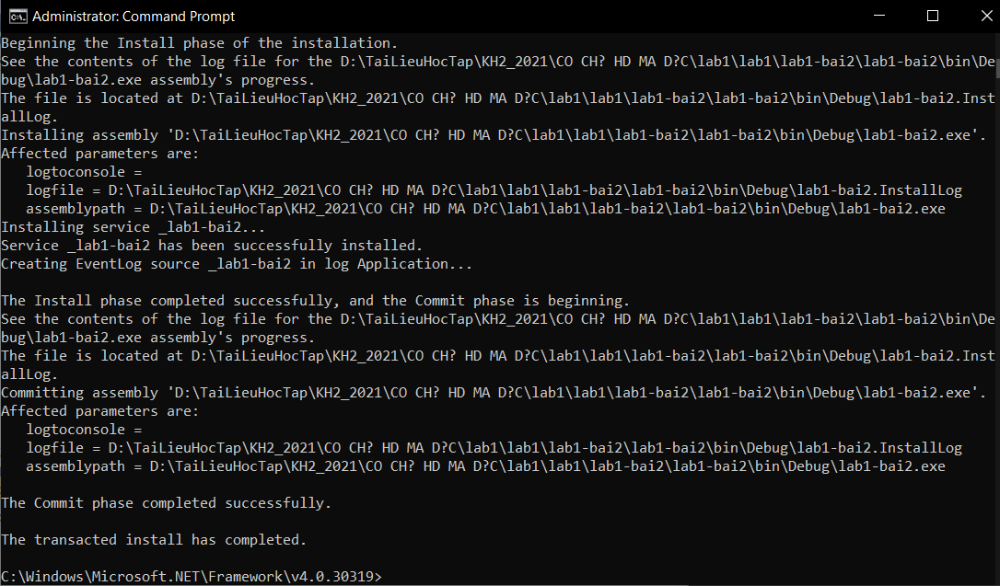 Administrator: Command Prompt
Beginning the Install phase of the installation.
See the contents of the log file for the D:\TaiLieuHocTap\KH2_2021\CO CH? HD MA D?C\lab1\lab1\lab1-bai2\lab1-bai2\bin\De
bug\lab1-bai2.exe assembly's progress.
The file is located at D:\TaiLieuHocTap\KH2_2021\CO CH? HD MA D?C\lab1\lab1\lab1-bai2\lab1-bai2\bin\Debug\lab1-bai2.Inst
allLog.
Installing assembly 'D:\TaiLieuHocTap\KH2_2021\CO CH? HD MA D?C\lab1\lab1\lab1-bai2\lab1-bai2\bin\Debug\lab1-bai2.exe'.
Affected parameters are:
   logtoconsole =
   logfile = D:\TaiLieuHocTap\KH2_2021\CO CH? HD MA D?C\lab1\lab1\lab1-bai2\lab1-bai2\bin\Debug\lab1-bai2.InstallLog
   assemblypath = D:\TaiLieuHocTap\KH2_2021\CO CH? HD MA D?C\lab1\lab1\lab1-bai2\lab1-bai2\bin\Debug\lab1-bai2.exe
Installing service _lab1-bai2...
Service _lab1-bai2 has been successfully installed.
Creating EventLog source _lab1-bai2 in log Application...

The Install phase completed successfully, and the Commit phase is beginning.
See the contents of the log file for the D:\TaiLieuHocTap\KH2_2021\CO CH? HD MA D?C\lab1\lab1\lab1-bai2\lab1-bai2\bin\De
bug\lab1-bai2.exe assembly's progress.
The file is located at D:\TaiLieuHocTap\KH2_2021\CO CH? HD MA D?C\lab1\lab1\lab1-bai2\lab1-bai2\bin\Debug\lab1-bai2.Inst
allLog.
Committing assembly 'D:\TaiLieuHocTap\KH2_2021\CO CH? HD MA D?C\lab1\lab1\lab1-bai2\lab1-bai2\bin\Debug\lab1-bai2.exe'.
Affected parameters are:
   logtoconsole =
   logfile = D:\TaiLieuHocTap\KH2_2021\CO CH? HD MA D?C\lab1\lab1\lab1-bai2\lab1-bai2\bin\Debug\lab1-bai2.InstallLog
   assemblypath = D:\TaiLieuHocTap\KH2_2021\CO CH? HD MA D?C\lab1\lab1\lab1-bai2\lab1-bai2\bin\Debug\lab1-bai2.exe

The Commit phase completed successfully.

The transacted install has completed.

C:\Windows\Microsoft.NET\Framework\v4.0.30319>